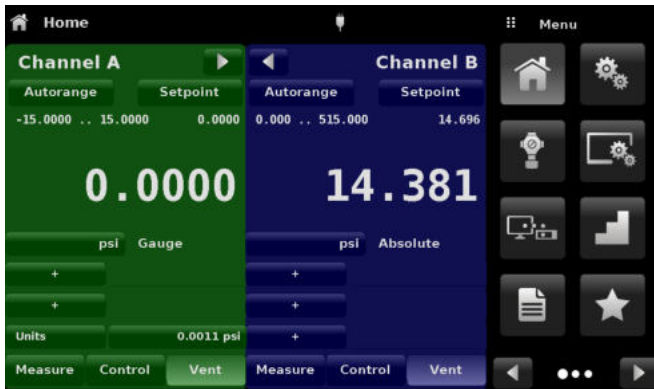 Home
Menu
Channel A
Autorange Setpoint
-15.0000 .. 15.0000 0.0000
0.0000
psi Gauge
+
+
Units 0.0011 psi
Measure Control Vent
Channel B
Autorange Setpoint
0.000 .. 515.000 14.696
14.381
psi Absolute
+
+
+
Measure Control Vent